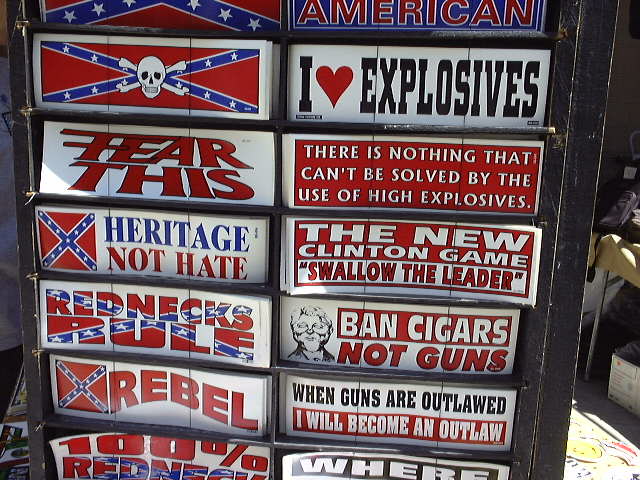 AMERICAN
I ♥ EXPLOSIVES
FEAR
THIS
THERE IS NOTHING THAT
CAN'T BE SOLVED BY THE
USE OF HIGH EXPLOSIVES.
HERITAGE
NOT HATE
THE NEW
CLINTON GAME
"SWALLOW THE LEADER"
REDNECKS
RULE
BAN CIGARS
NOT GUNS
REBEL
WHEN GUNS ARE OUTLAWED
I WILL BECOME AN OUTLAW
100%
REDNECK
WHERE